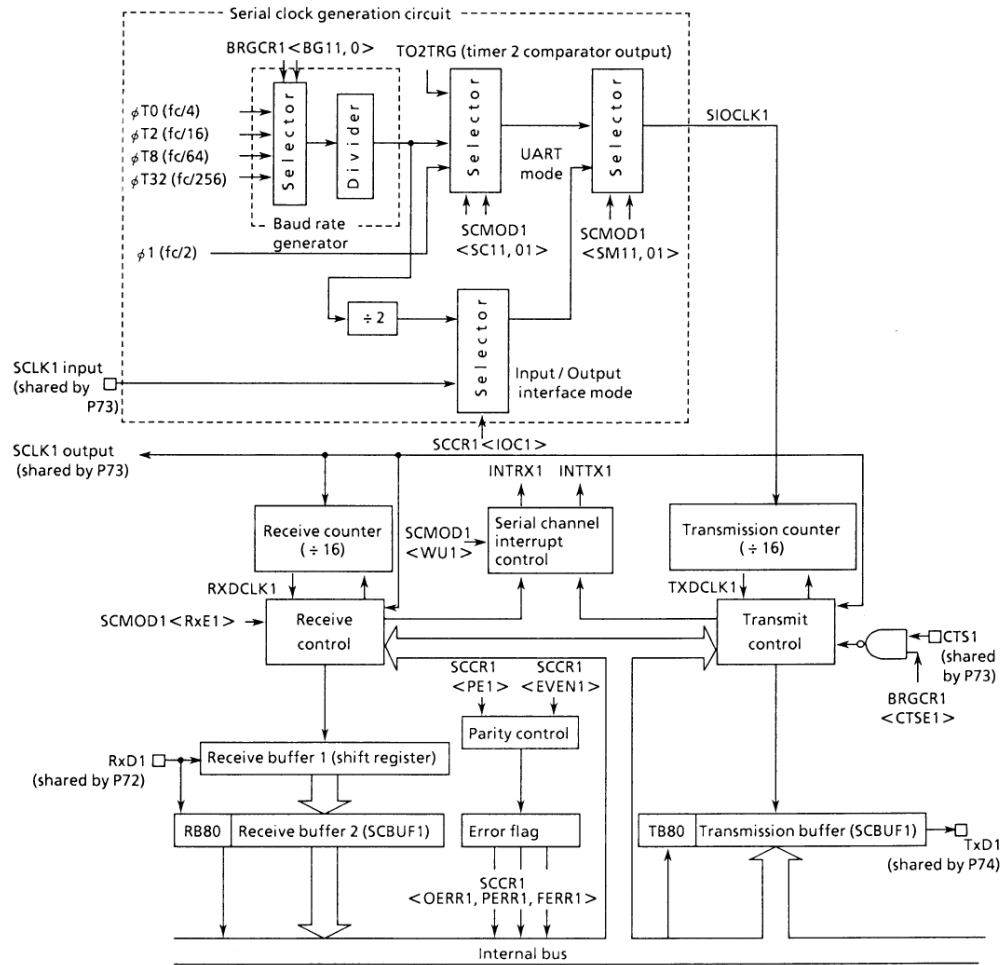 Serial clock generation circuit
BRGCR1<BG11, 0>
TO2TRG (timer 2 comparator output)
φT0 (fc/4)
φT2 (fc/16)
φT8 (fc/64)
φT32 (fc/256)
Selector
Divider
Selector
Selector
SIOCLK1
UART
mode
Baud rate
generator
SCMOD1
<SC11, 01>
SCMOD1
<SM11, 01>
φ1 (fc/2)
÷2
Selector
SCLK1 input
(shared by
P73)
Input / Output
interface mode
SCCR1<IOC1>
SCLK1 output
(shared by P73)
INTRX1
INTTX1
Receive counter
(÷16)
SCMOD1
<WU1>
Serial channel
interrupt
control
Transmission counter
(÷16)
RXDCLK1
TXDCLK1
SCMOD1<RxE1>
Receive
control
Transmit
control
CTS1
(shared
by
P73)
SCCR1
<PE1>
SCCR1
<EVEN1>
BRGCR1
<CTSE1>
Parity control
RxD1
(shared by P72)
Receive buffer 1 (shift register)
RB80
Receive buffer 2 (SCBUF1)
Error flag
TB80
Transmission buffer (SCBUF1)
TxD1
(shared by P74)
SCCR1
<OERR1, PERR1, FERR1>
Internal bus